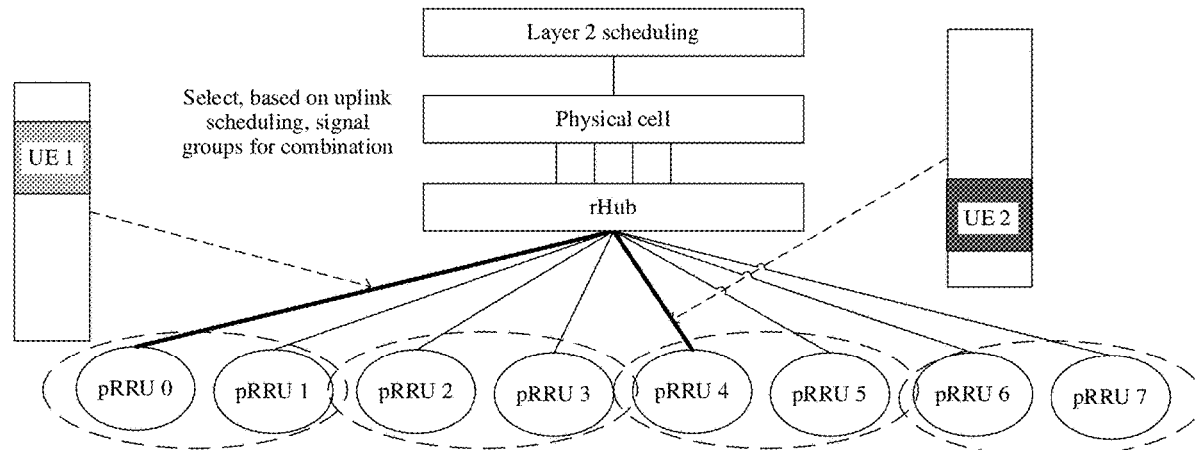 Layer 2 scheduling
Select, based on uplink
scheduling, signal
groups for combination
Physical cell
UE 1
rHub
UE 2
pRRU 0
pRRU 1
pRRU 2
pRRU 3
pRRU 4
pRRU 5
pRRU 6
pRRU 7